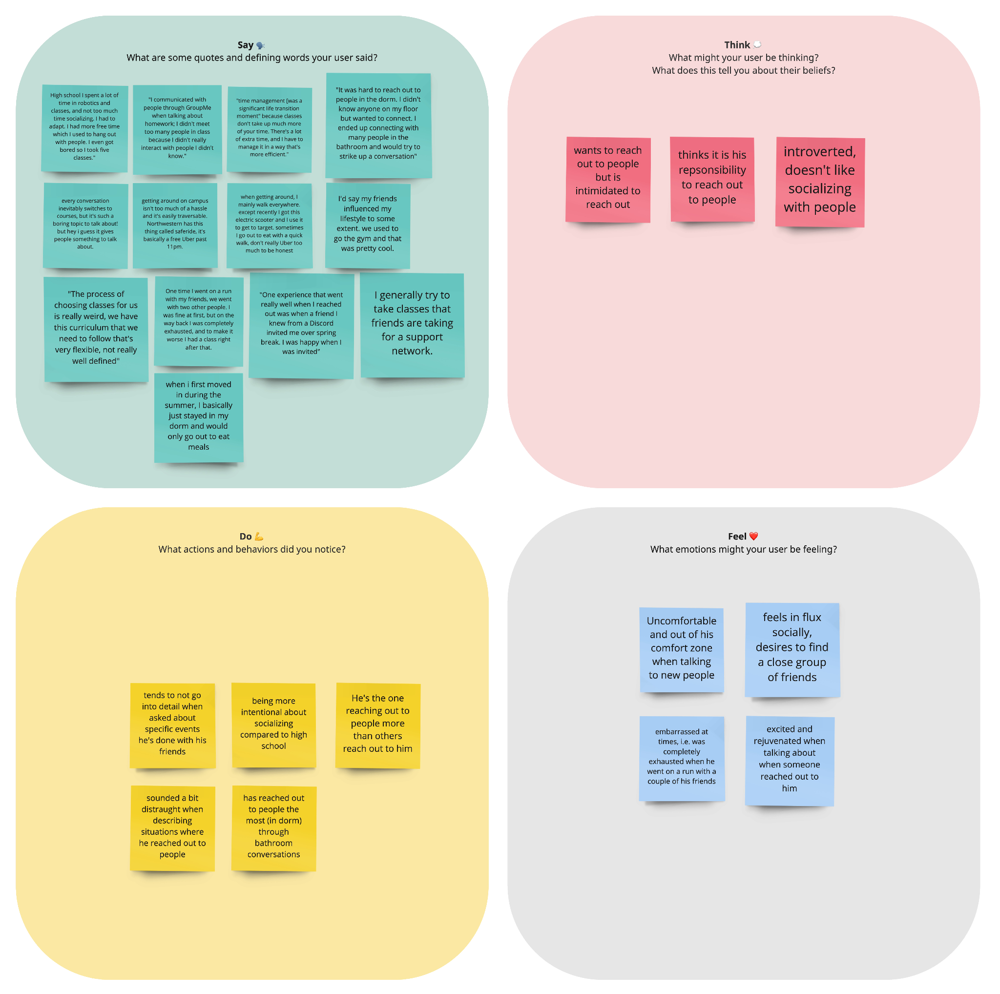 Say 🗣️
What are some quotes and defining words your user said?
High school I spent a lot of
time in robotics and
classes, and not too much
time socializing. I had to
adapt. I had more free time
which I used to hang out
with people. I even got
bored so I took five
classes."
"I communicated with
people through GroupMe
when talking about
homework; I didn't meet
too many people in class
because I didn't really
interact with people I didn't
know."
"time management [was a
significant life transition
moment" because classes
don't take up much more
of your time. There's a lot
of extra time, and I have to
manage it in a way that's
more efficient."
"It was hard to reach out to
people in the dorm. I didn't
know anyone on my floor
but wanted to connect. I
ended up connecting with
many people in the
bathroom and would try to
strike up a conversation"
every conversation
inevitably switches to
courses, but it's such a
boring topic to talk about!
but hey i guess it gives
people something to talk
about.
getting around on campus
isn't too much of a hassle
and it's easily traversable.
Northwestern has this
thing called saferide, it's
basically a free Uber past
11pm.
when getting around, I
mainly walk everywhere.
except recently I got this
electric scooter and I use it
to get to target. sometimes
I go out to eat with a quick
walk, don't really Uber too
much to be honest
I'd say my friends
influenced my
lifestyle to some
extent. we used to
go the gym and that
was pretty cool.
"The process of
choosing classes for us
is really weird, we have
this curriculum that we
need to follow that's
very flexible, not really
well defined"
One time I went on a run
with my friends, we went
with two other people. I
was fine at first, but on the
way back I was completely
exhausted, and to make it
worse I had a class right
after that.
"One experience that went
really well when I reached
out was when a friend I
knew from a Discord
invited me over spring
break. I was happy when I
was invited"
I generally try to
take classes that
friends are taking
for a support
network.
when i first moved
in during the
summer, I basically
just stayed in my
dorm and would
only go out to eat
meals
Think 💭
What might your user be thinking?
What does this tell you about their beliefs?
wants to reach
out to people
but is
intimidated to
reach out
thinks it is his
repsonsibility
to reach out
to people
introverted,
doesn't like
socializing
with people
Do 💪
What actions and behaviors did you notice?
tends to not go
into detail when
asked about
specific events
he's done with his
friends
being more
intentional about
socializing
compared to high
school
He's the one
reaching out to
people more
than others
reach out to him
sounded a bit
distraught when
describing
situations where
he reached out to
people
has reached out
to people the
most (in dorm)
through
bathroom
conversations
Feel ❤️
What emotions might your user be feeling?
Uncomfortable
and out of his
comfort zone
when talking
to new people
feels in flux
socially,
desires to find
a close group
of friends
embarrassed at
times, i.e. was
completely
exhausted when he
went on a run with a
couple of his friends
excited and
rejuvenated when
talking about
when someone
reached out to
him